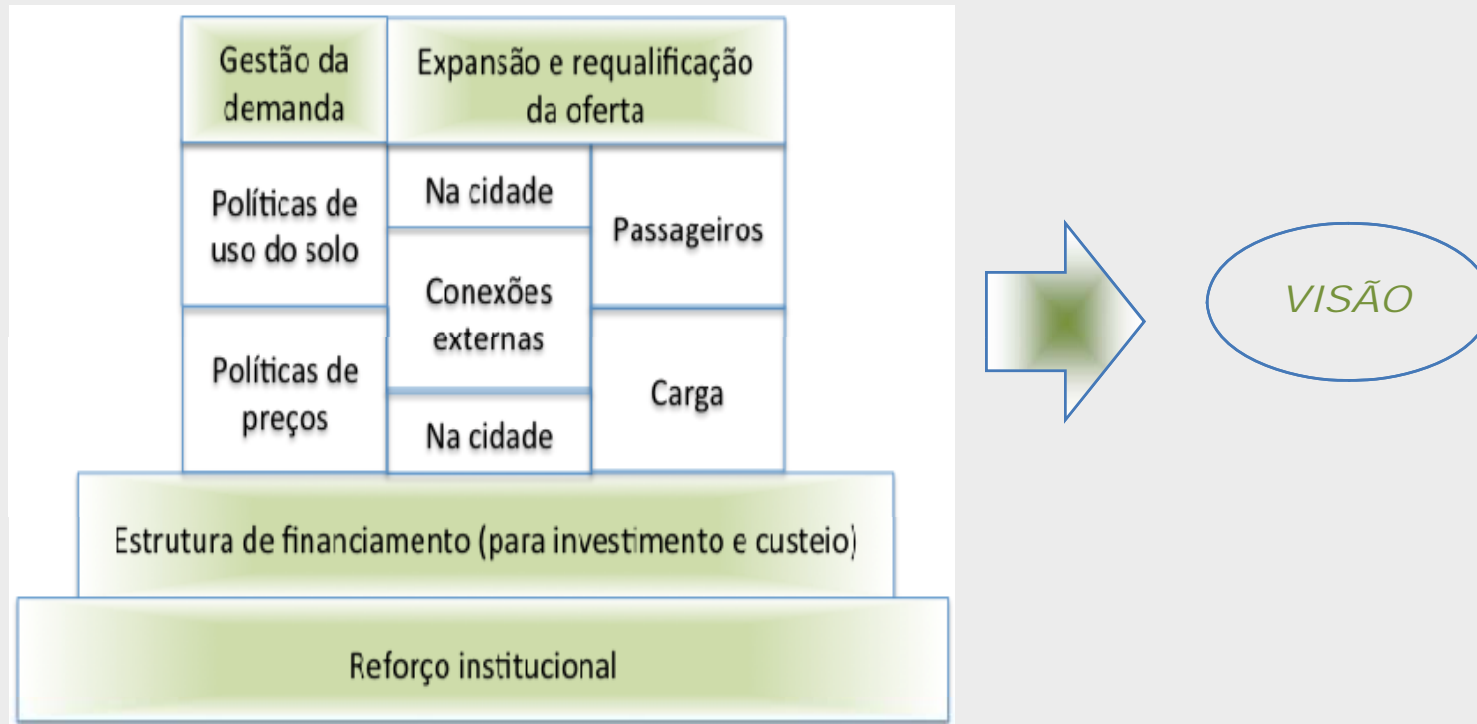 Gestão da
demanda
Expansão e requalificação
da oferta
Políticas de
uso do solo
Na cidade
Passageiros
Conexões
externas
Políticas de
preços
Carga
Na cidade
Estrutura de financiamento (para investimento e custeio)
Reforço institucional
VISÃO